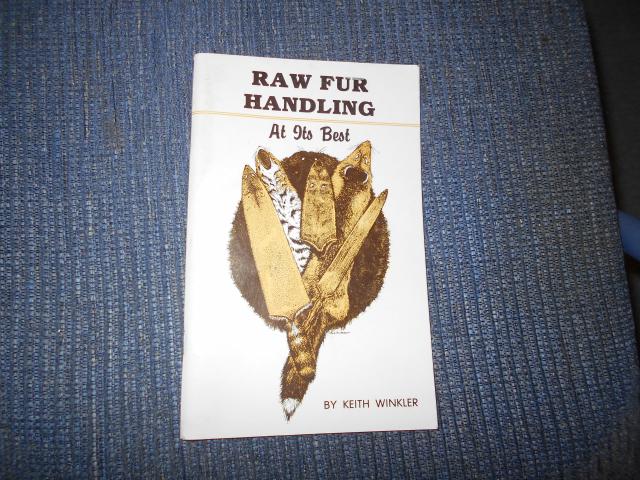 RAW FUR
HANDLING
At Its Best
BY KEITH WINKLER